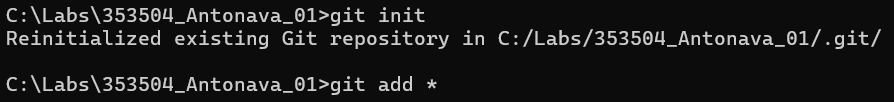 C:\Labs\353504_Antonava_01>git init
Reinitialized existing Git repository in C:/Labs/353504_Antonava_01/.git/
C:\Labs\353504_Antonava_01>git add *